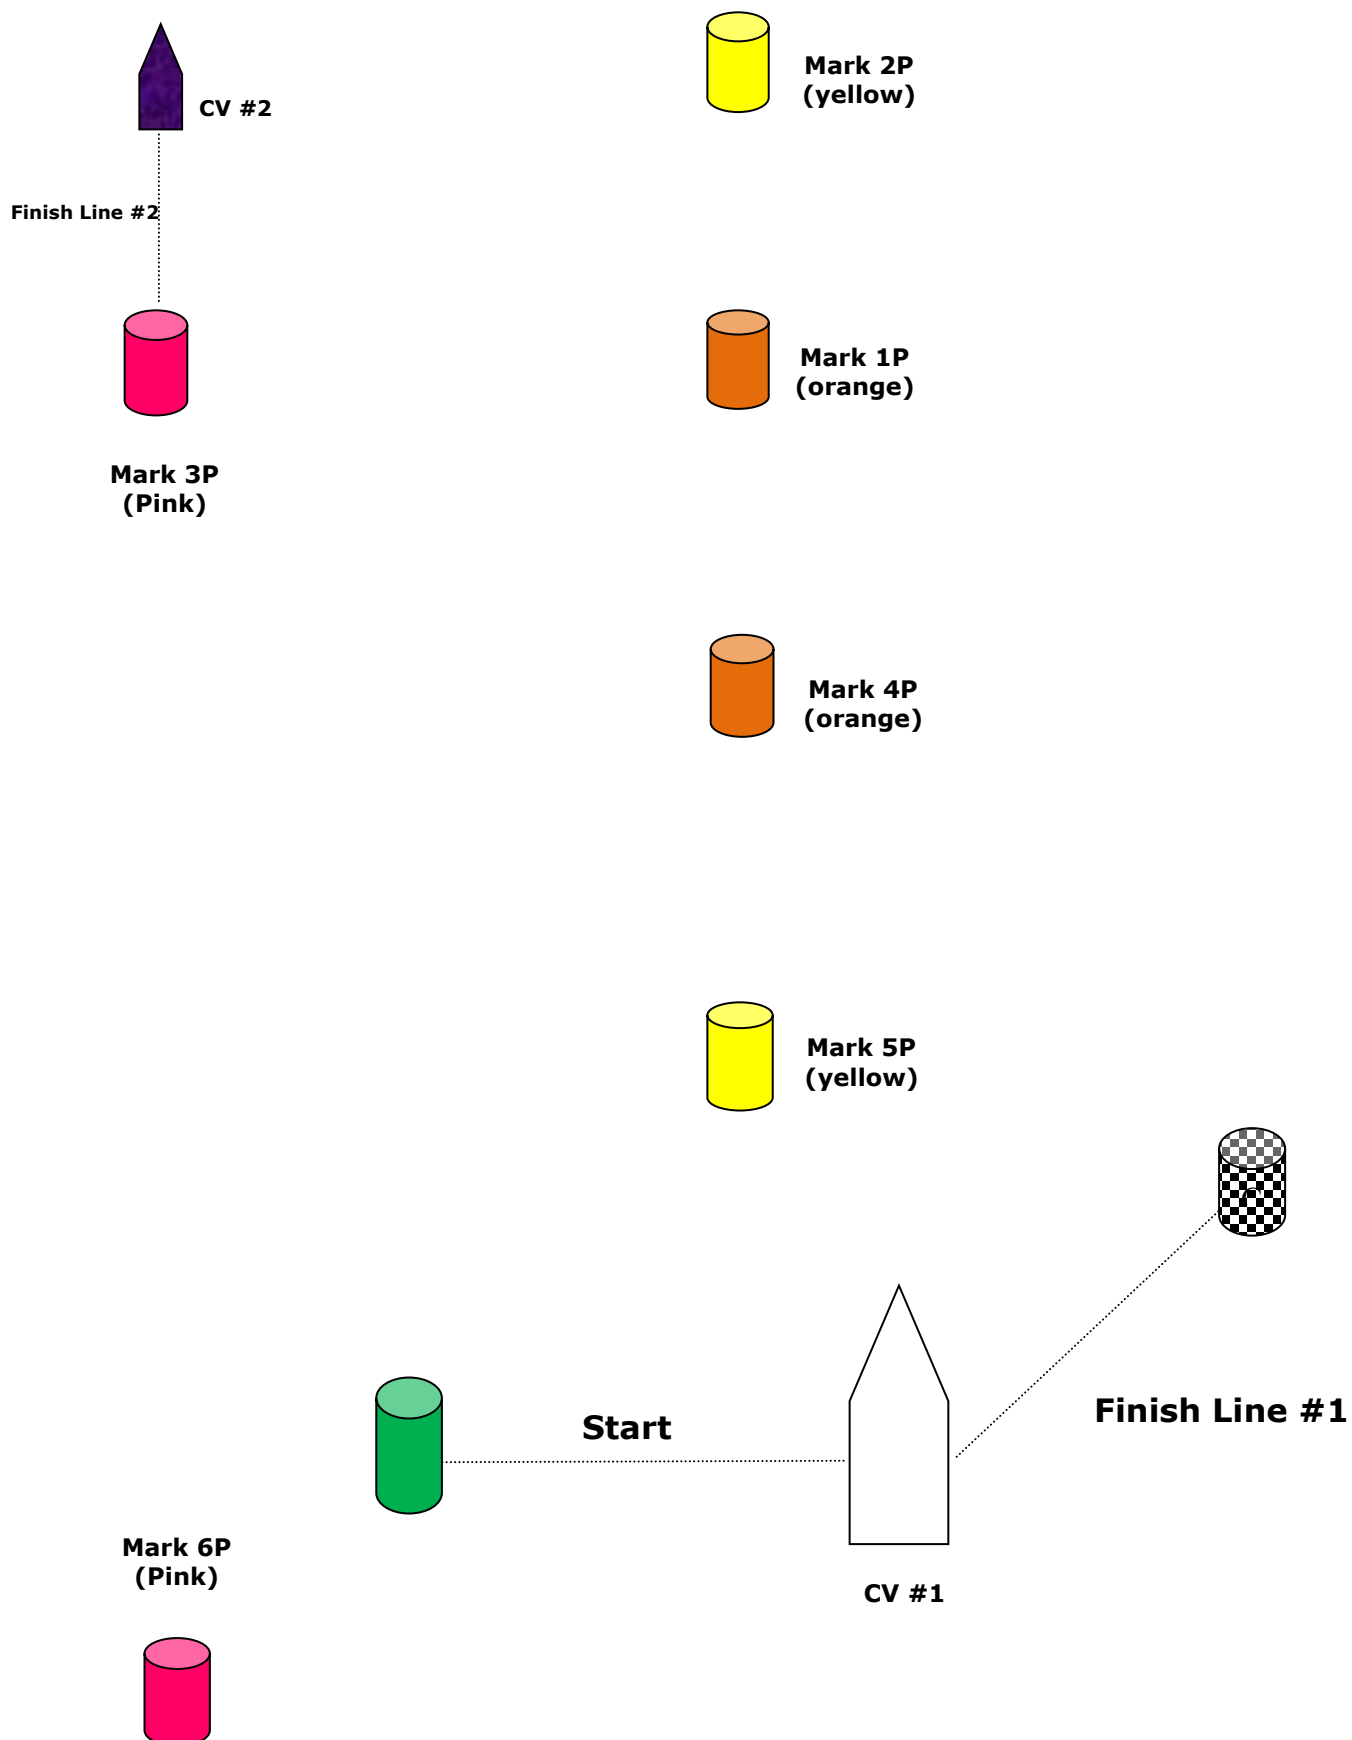 Mark 2P
(yellow)
CV #2
Finish Line #2
Mark 1P
(orange)
Mark 3P
(Pink)
Mark 4P
(orange)
Mark 5P
(yellow)
Finish Line #1
Start
Mark 6P
(Pink)
CV #1